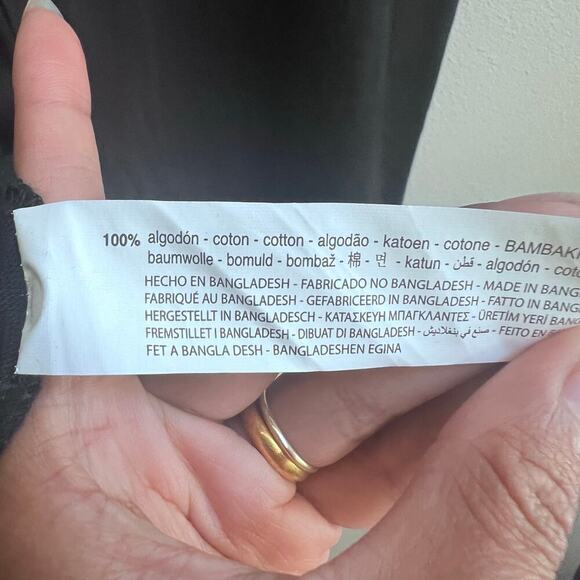 100% algodón - coton - cotton - algodão - katoen - cotone - BAMBAKI
baumwolle - bomuld - bombaž - 棉 - 면 - katun - قطن - algodón - coto
HECHO EN BANGLADESH - FABRICADO NO BANGLADESH - MADE IN BANG
FABRIQUÉ AU BANGLADESH - GEFABRICEERD IN BANGLADESH - FATTO IN BANG
HERGESTELLT IN BANGLADESCH - ΚΑΤΑΣΚΕΥΗ ΜΠΑΓΚΛΑΝΤΕΣ - ÜRETİM YERİ BANG
FREMSTILLET I BANGLADESH - DIBUAT DI BANGLADESH - صنع في بنغلاديش - FEITO EN
FET A BANGLA DESH - BANGLADESHEN EGINA